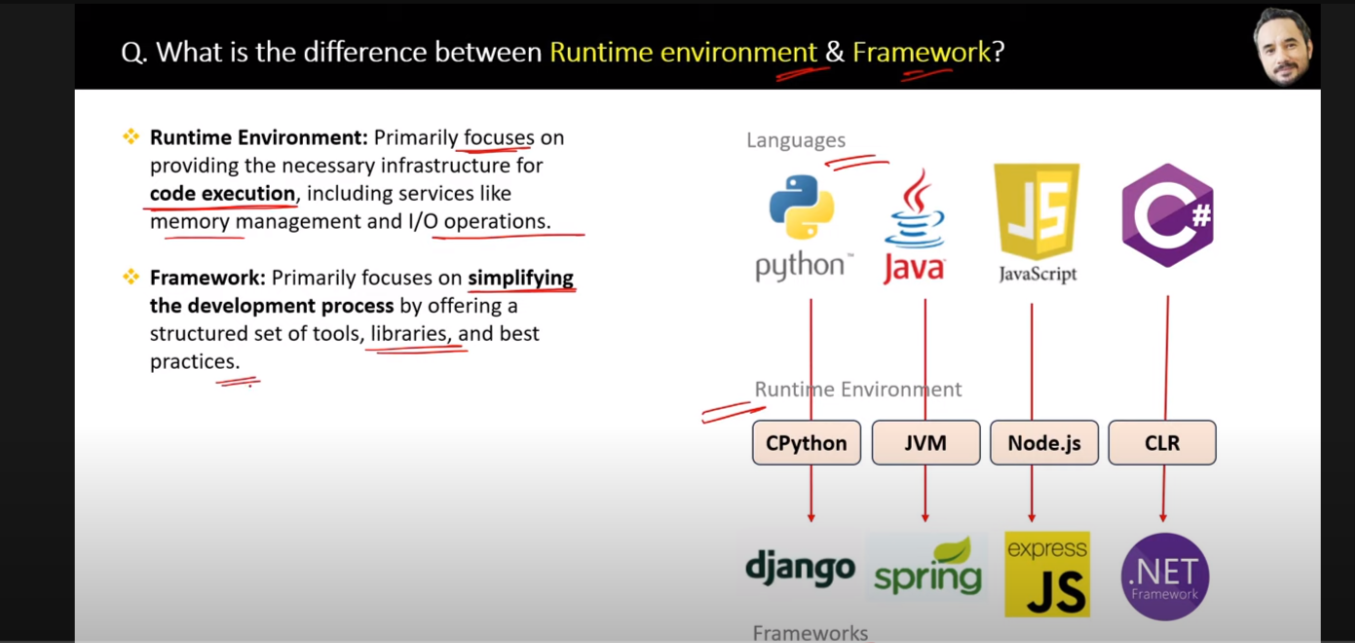 Q. What is the difference between Runtime environment & Framework?
Runtime Environment: Primarily focuses on
providing the necessary infrastructure for
code execution, including services like
memory management and I/O operations.
Framework: Primarily focuses on simplifying
the development process by offering a
structured set of tools, libraries, and best
practices.
Languages
python™
Java
JS
JavaScript
C#
Runtime Environment
CPython
JVM
Node.js
CLR
django
spring
express
JS
.NET
Framework
Frameworks